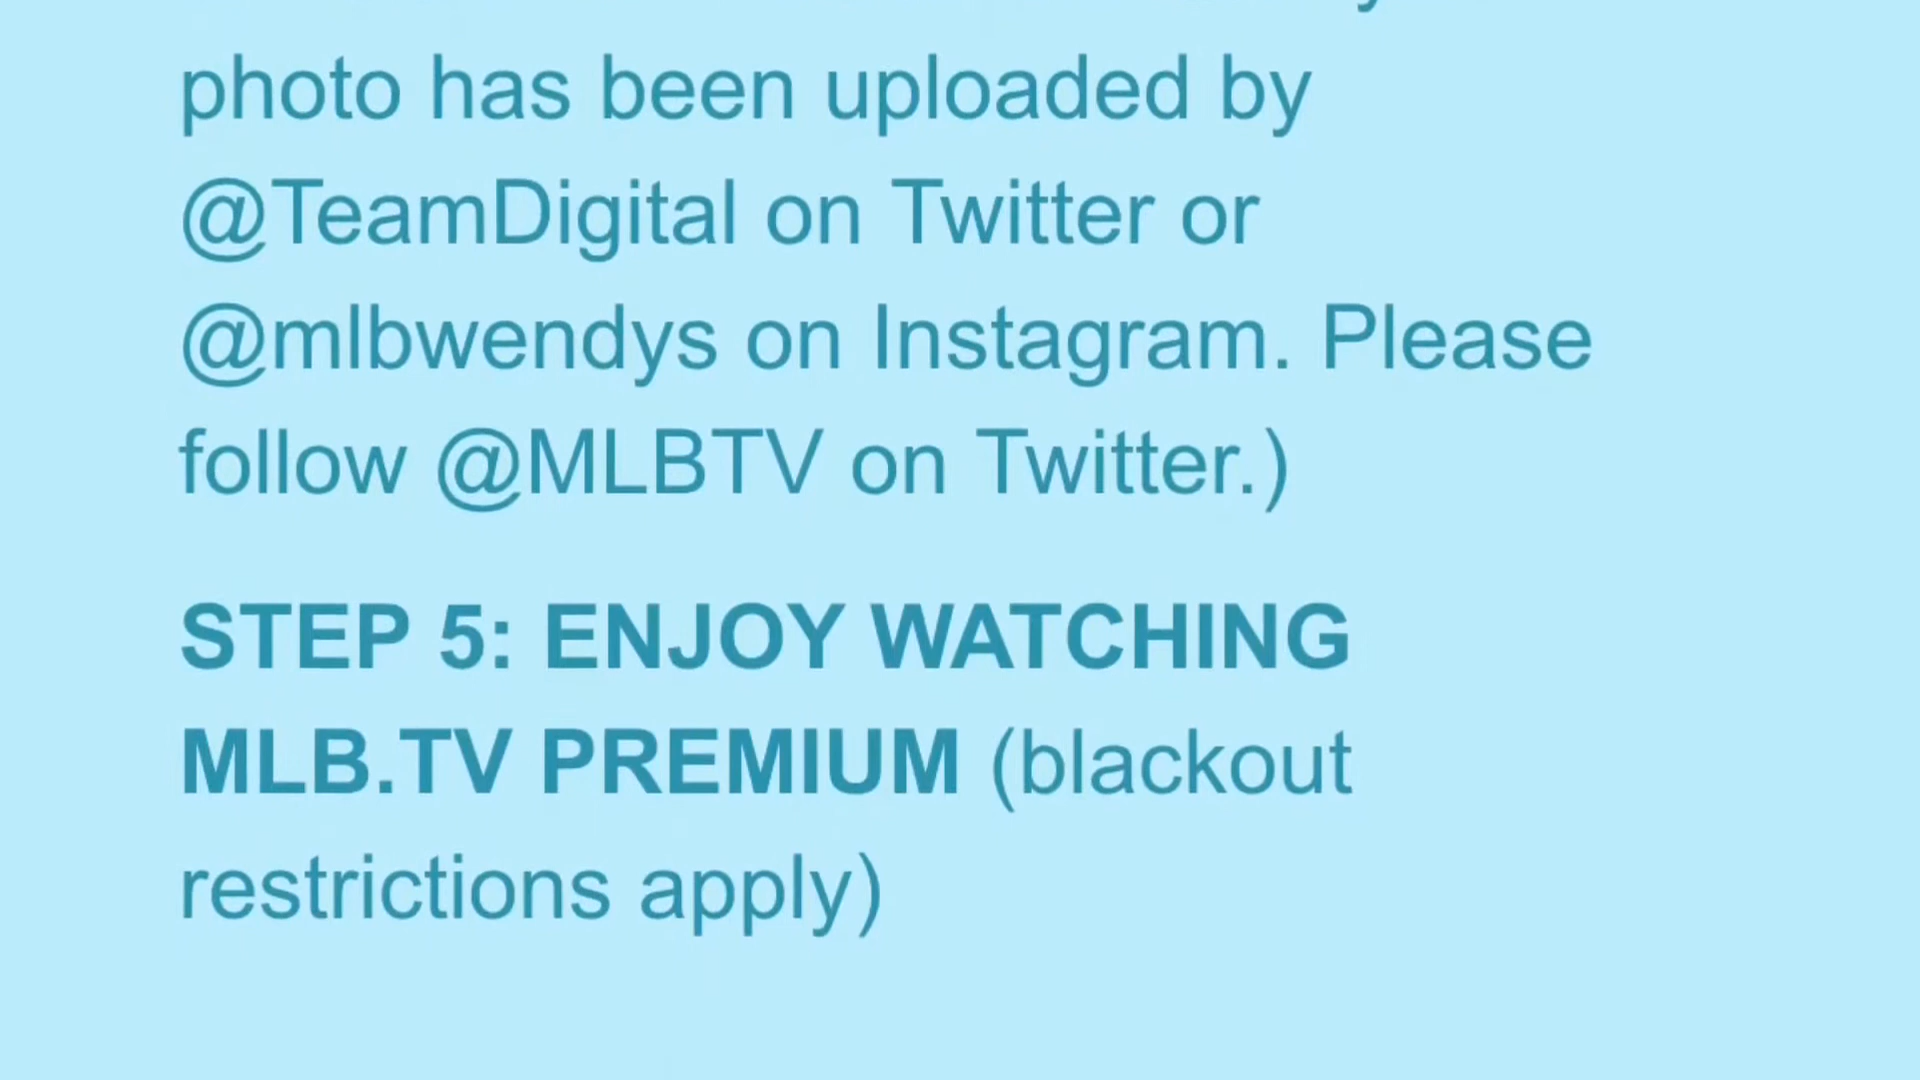 photo has been uploaded by
@TeamDigital on Twitter or
@mlbwendys on Instagram. Please
follow @MLBTV on Twitter.)
STEP 5: ENJOY WATCHING
MLB.TV PREMIUM (blackout
restrictions apply)